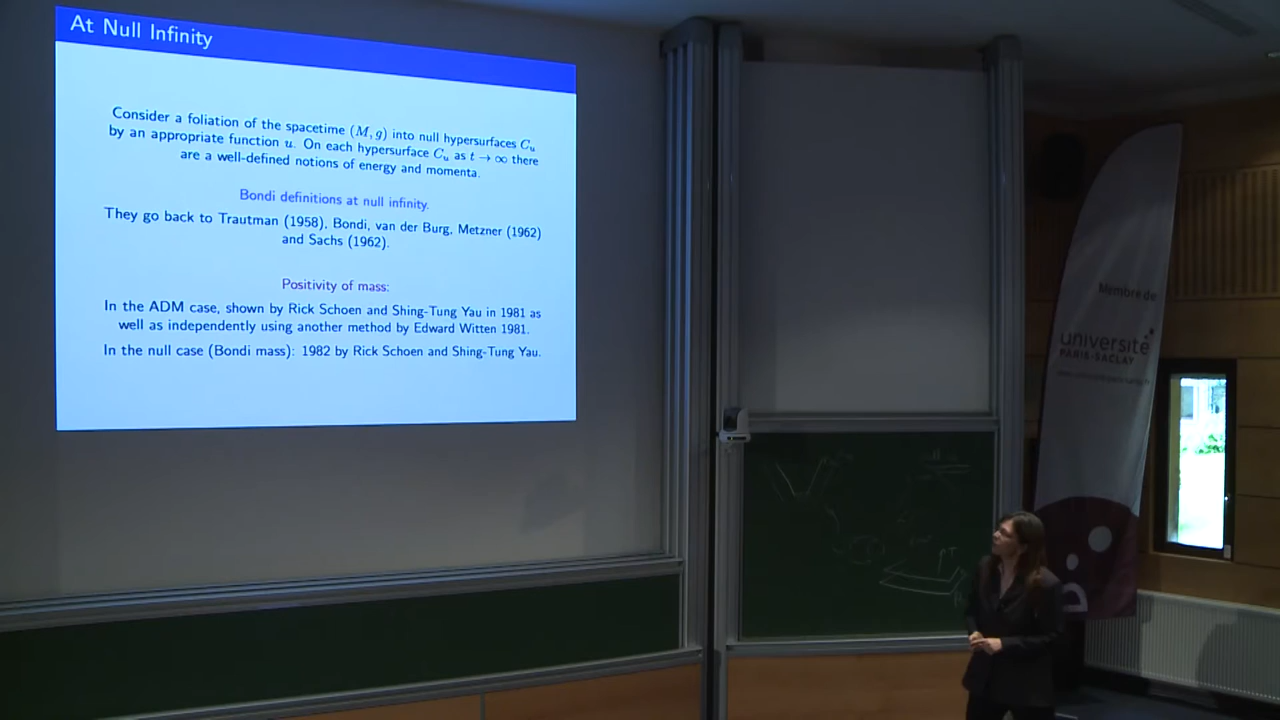 At Null Infinity
Consider a foliation of the spacetime (M, g) into null hypersurfaces Cᵤ
by an appropriate function u. On each hypersurface Cᵤ as t → ∞ there
are a well-defined notions of energy and momenta.
Bondi definitions at null infinity.
They go back to Trautman (1958), Bondi, van der Burg, Metzner (1962)
and Sachs (1962).
Positivity of mass:
In the ADM case, shown by Rick Schoen and Shing-Tung Yau in 1981 as
well as independently using another method by Edward Witten 1981.
In the null case (Bondi mass): 1982 by Rick Schoen and Shing-Tung Yau.
Membre de
université
PARIS-SACLAY